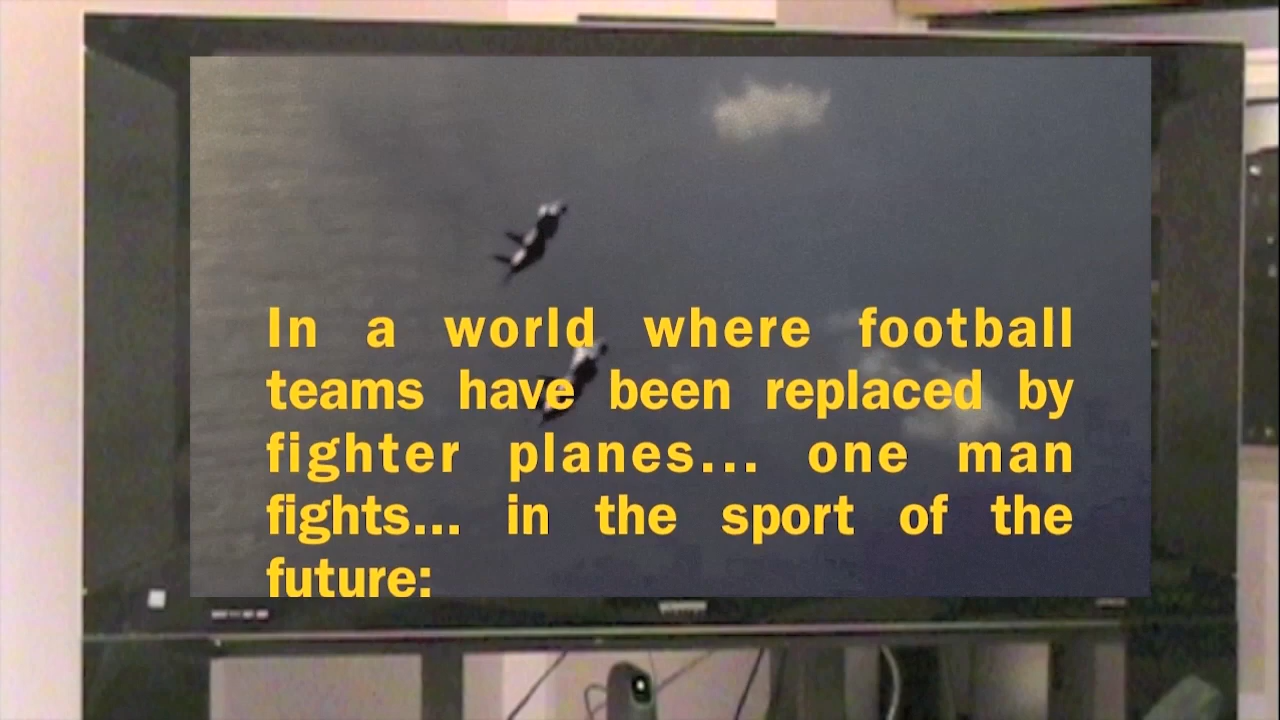 In a world where football
teams have been replaced by
fighter planes... one man
fights... in the sport of the
future: